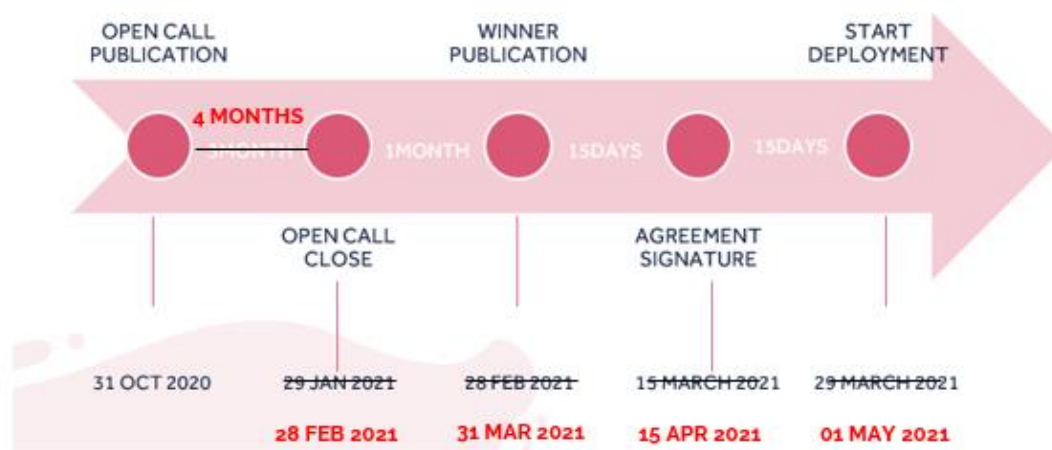 OPEN CALL
PUBLICATION
WINNER
PUBLICATION
START
DEPLOYMENT
4 MONTHS
3MONTH
1MONTH
15DAYS
15DAYS
OPEN CALL
CLOSE
AGREEMENT
SIGNATURE
31 OCT 2020
29 JAN 2021
28 FEB 2021
15 MARCH 2021
29 MARCH 2021
28 FEB 2021
31 MAR 2021
15 APR 2021
01 MAY 2021